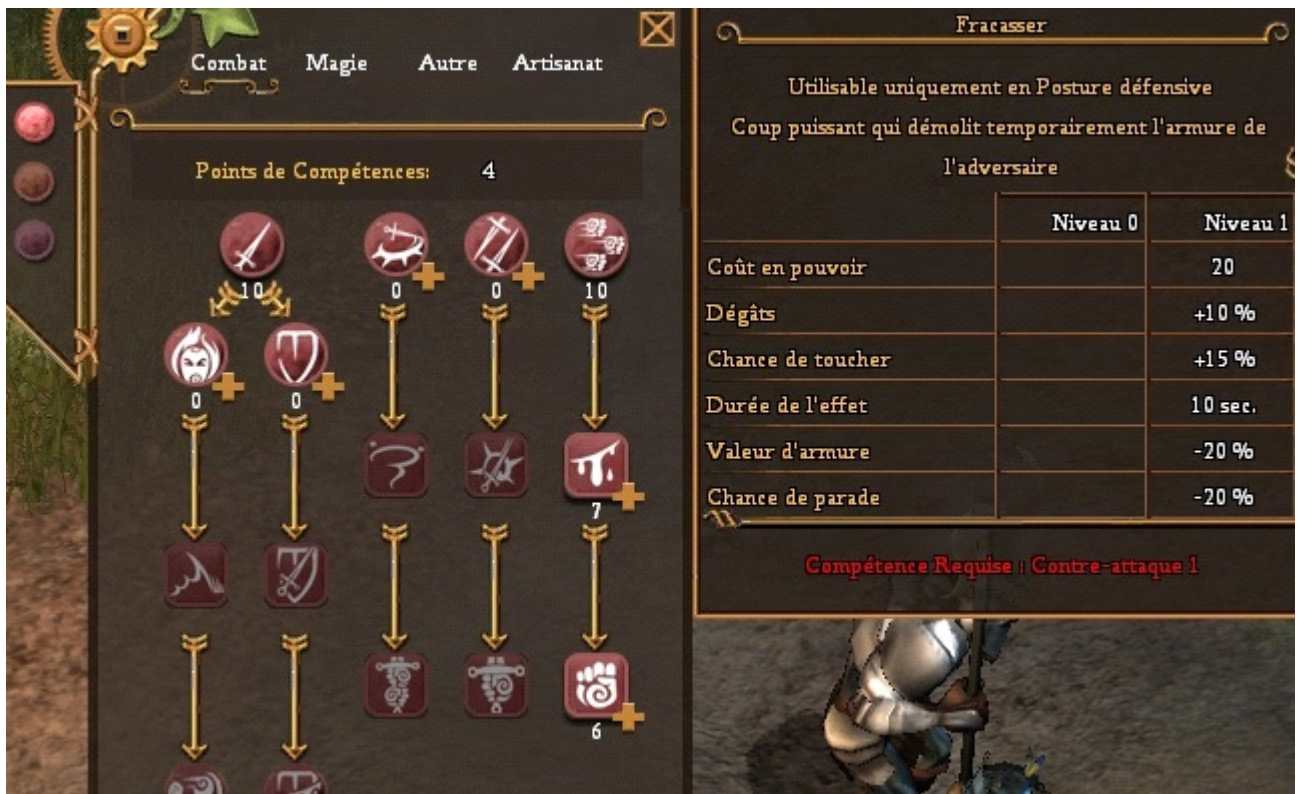 Combat Magie Autre Artisanat
Points de Compétences: 4
10 0 0 10
0 0
7
6
Fracasser
Utilisable uniquement en Posture défensive
Coup puissant qui démolit temporairement l'armure de
l'adversaire
Niveau 0 Niveau 1
Coût en pouvoir 20
Dégâts +10 %
Chance de toucher +15 %
Durée de l'effet 10 sec.
Valeur d'armure -20 %
Chance de parade -20 %
Compétence Requise : Contre-attaque 1